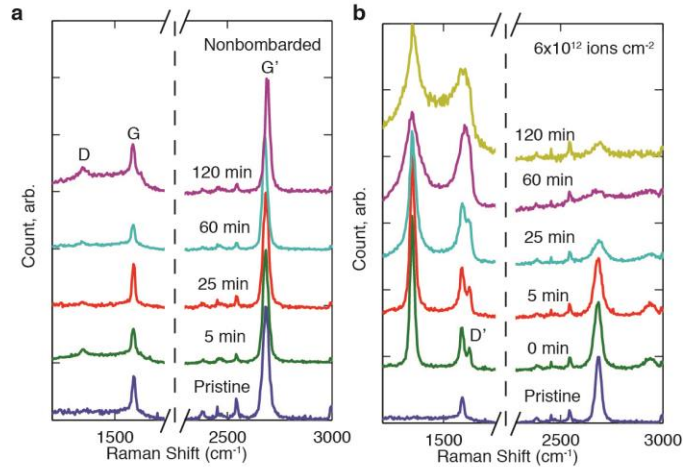 a
Nonbombarded
G'
D
G
120 min
60 min
25 min
5 min
Pristine
Count, arb.
1500
2500
3000
Raman Shift (cm⁻¹)
b
6x10¹² ions cm⁻²
120 min
60 min
25 min
5 min
D'
0 min
Pristine
Count, arb.
1500
2500
3000
Raman Shift (cm⁻¹)